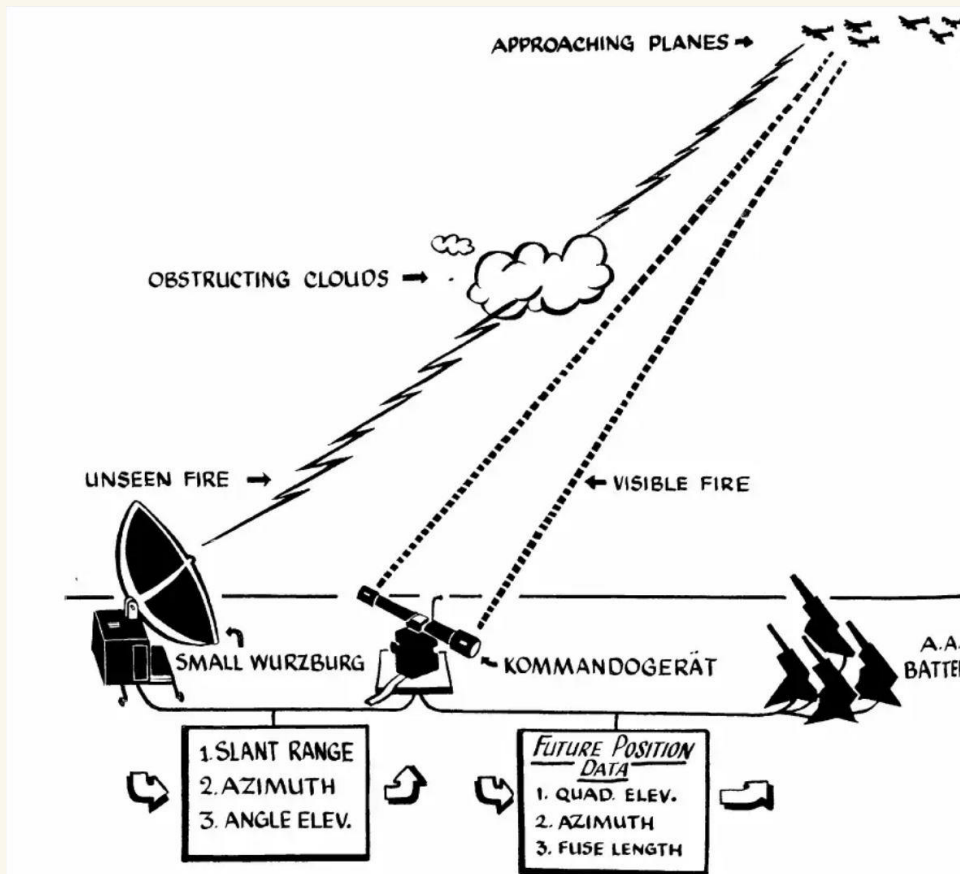 APPROACHING PLANES
OBSTRUCTING CLOUDS
UNSEEN FIRE
VISIBLE FIRE
SMALL WURZBURG
KOMMANDOGERÄT
A.A.
1. SLANT RANGE
2. AZIMUTH
3. ANGLE ELEV.
FUTURE POSITION
DATA
1. QUAD. ELEV.
2. AZIMUTH
3. FUSE LENGTH